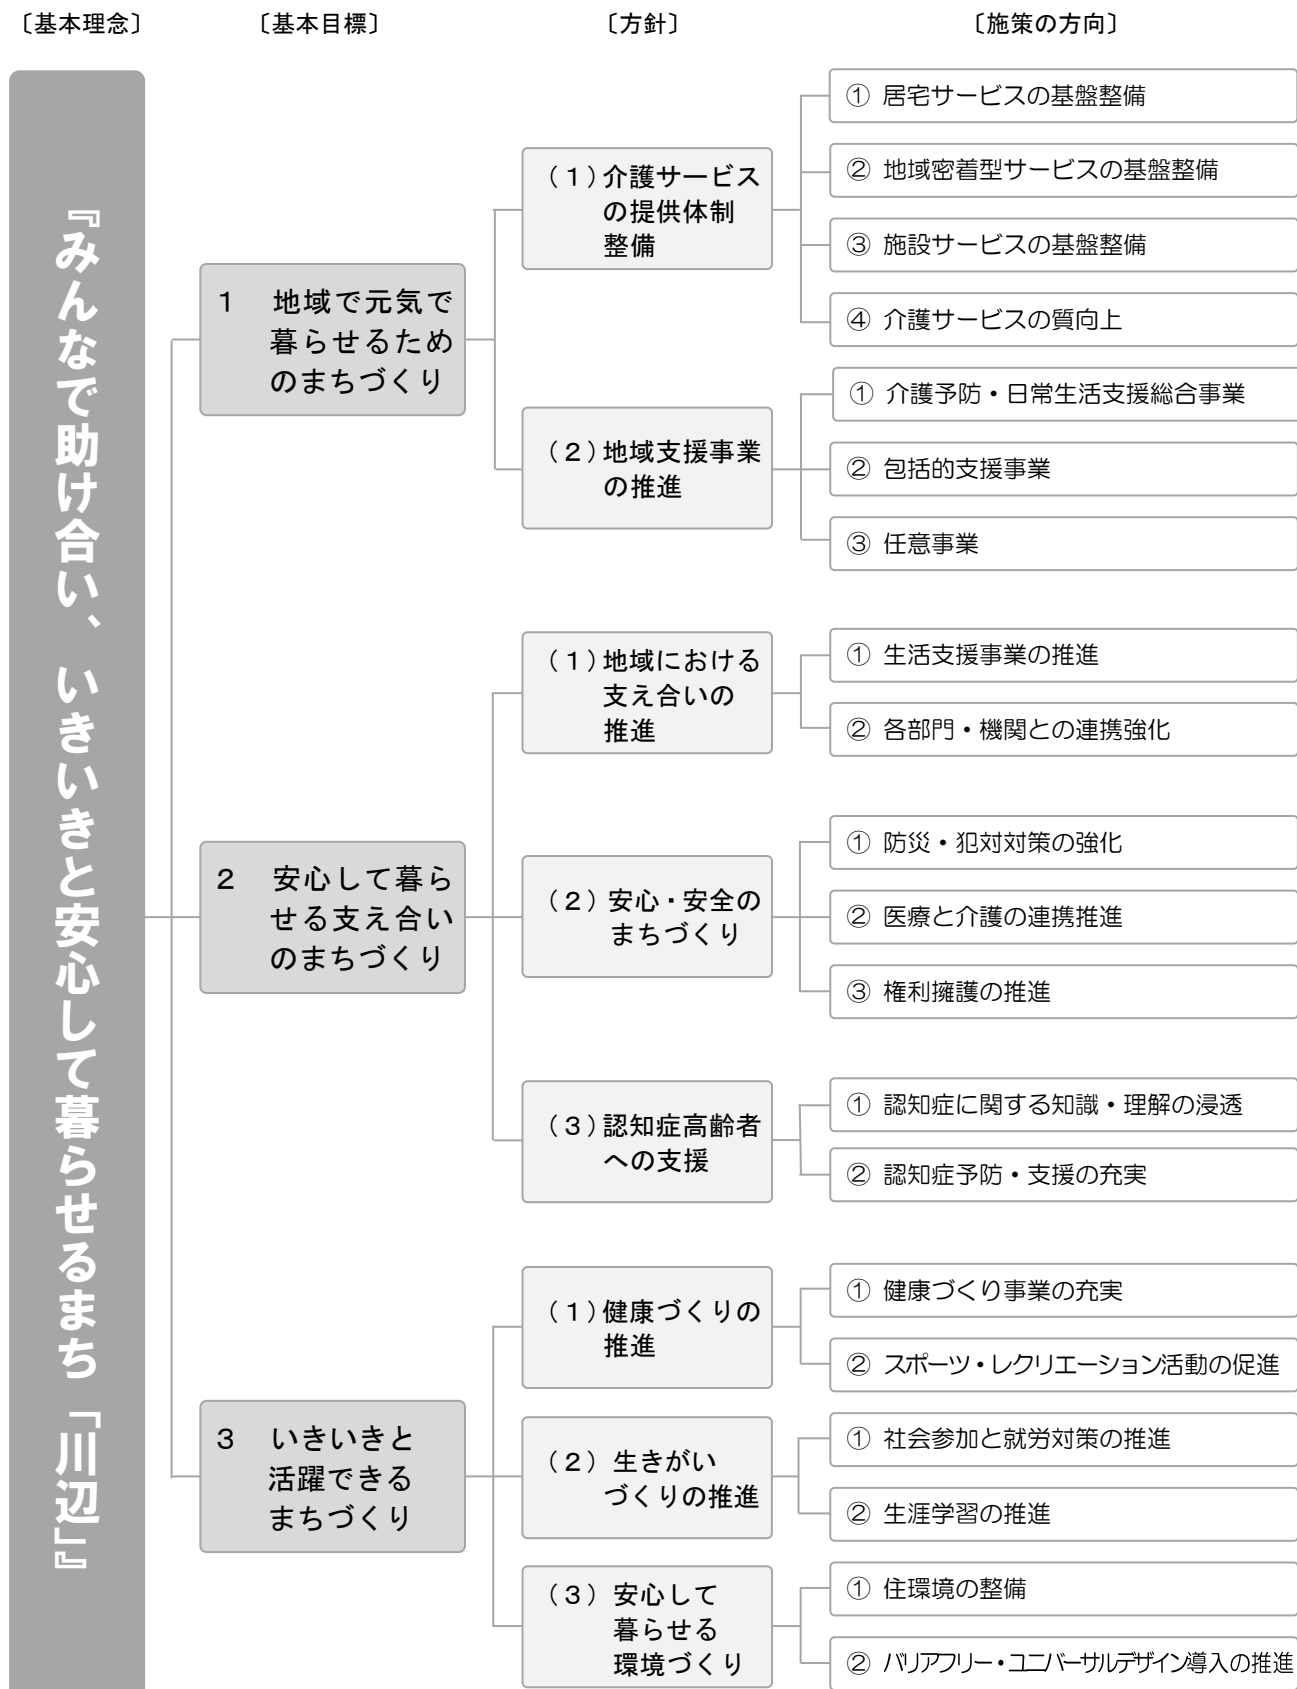 〔基本理念〕 〔基本目標〕 〔方針〕 〔施策の方向〕
『みんなで助け合い、いきいきと安心して暮らせるまち「川辺」』
1 地域で元気で
暮らせるため
のまちづくり
（１）介護サービス
の提供体制
整備
① 居宅サービスの基盤整備
② 地域密着型サービスの基盤整備
③ 施設サービスの基盤整備
④ 介護サービスの質向上
（２）地域支援事業
の推進
① 介護予防・日常生活支援総合事業
② 包括的支援事業
③ 任意事業
2 安心して暮ら
せる支え合い
のまちづくり
（１）地域における
支え合いの
推進
① 生活支援事業の推進
② 各部門・機関との連携強化
（２）安心・安全の
まちづくり
① 防災・犯対対策の強化
② 医療と介護の連携推進
③ 権利擁護の推進
（３）認知症高齢者
への支援
① 認知症に関する知識・理解の浸透
② 認知症予防・支援の充実
3 いきいきと
活躍できる
まちづくり
（１）健康づくりの
推進
① 健康づくり事業の充実
② スポーツ・レクリエーション活動の促進
（２）生きがい
づくりの推進
① 社会参加と就労対策の推進
② 生涯学習の推進
（３）安心して
暮らせる
環境づくり
① 住環境の整備
② バリアフリー・ユニバーサルデザイン導入の推進